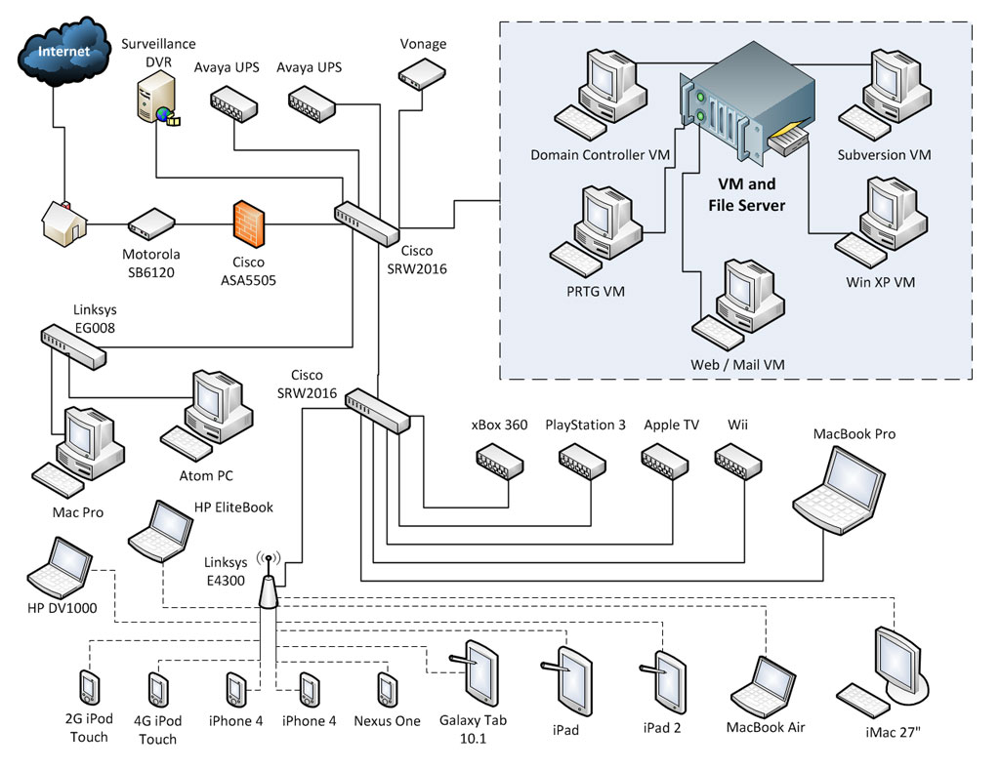 Internet
Surveillance
DVR
Avaya UPS
Avaya UPS
Vonage
Domain Controller VM
Subversion VM
VM and
File Server
PRTG VM
Win XP VM
Web / Mail VM
Motorola
SB6120
Cisco
ASA5505
Cisco
SRW2016
Linksys
EG008
Cisco
SRW2016
Mac Pro
Atom PC
xBox 360
PlayStation 3
Apple TV
Wii
MacBook Pro
HP EliteBook
HP DV1000
Linksys
E4300
2G iPod
Touch
4G iPod
Touch
iPhone 4
iPhone 4
Nexus One
Galaxy Tab
10.1
iPad
iPad 2
MacBook Air
iMac 27"